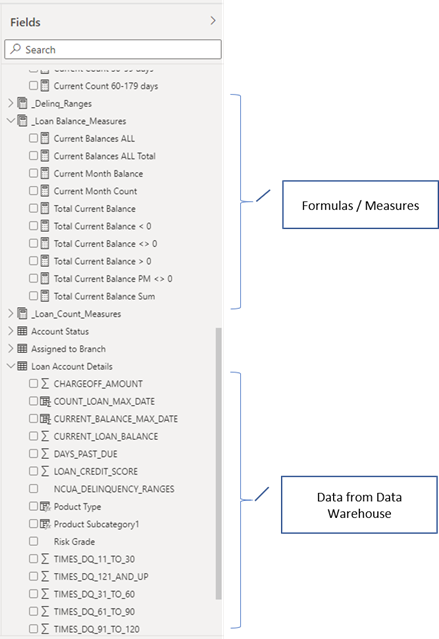 Fields
Search
Current Count 30-59 days
Current Count 60-179 days
_Delinq_Ranges
_Loan Balance_Measures
Current Balances ALL
Current Balances ALL Total
Current Month Balance
Current Month Count
Total Current Balance
Total Current Balance < 0
Total Current Balance <> 0
Total Current Balance > 0
Total Current Balance PM <> 0
Total Current Balance Sum
_Loan_Count_Measures
Account Status
Assigned to Branch
Loan Account Details
CHARGEOFF_AMOUNT
COUNT_LOAN_MAX_DATE
CURRENT_BALANCE_MAX_DATE
CURRENT_LOAN_BALANCE
DAYS_PAST_DUE
LOAN_CREDIT_SCORE
NCUA_DELINQUENCY_RANGES
Poduct Type
Product Subcategory1
Risk Grade
TIMES_DQ_11_TO_30
TIMES_DQ_121_AND_UP
TIMES_DQ_31_TO_60
TIMES_DQ_61_TO_90
TIMES_DQ_91_TO_120
Formulas / Measures
Data from Data
Warehouse